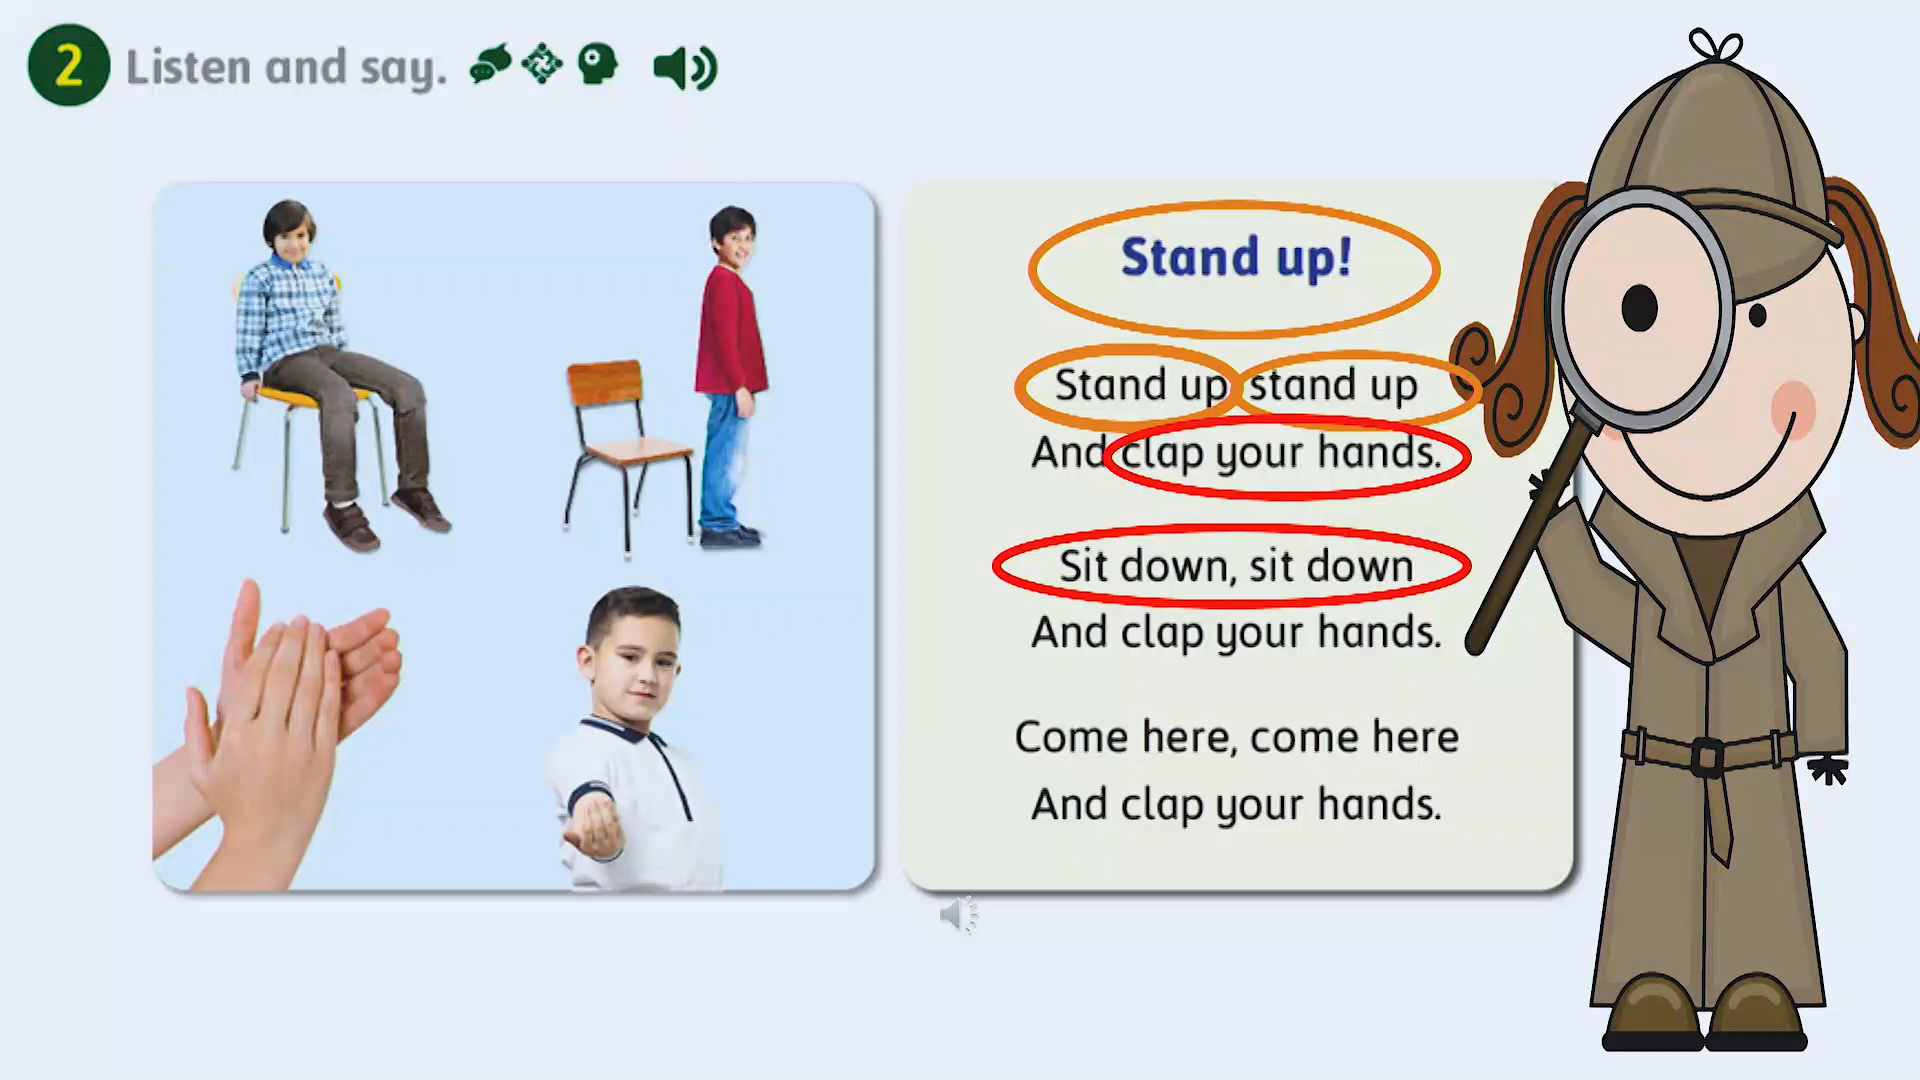 2 Listen and say.
Stand up!
Stand up, stand up
And clap your hands.
Sit down, sit down
And clap your hands.
Come here, come here
And clap your hands.